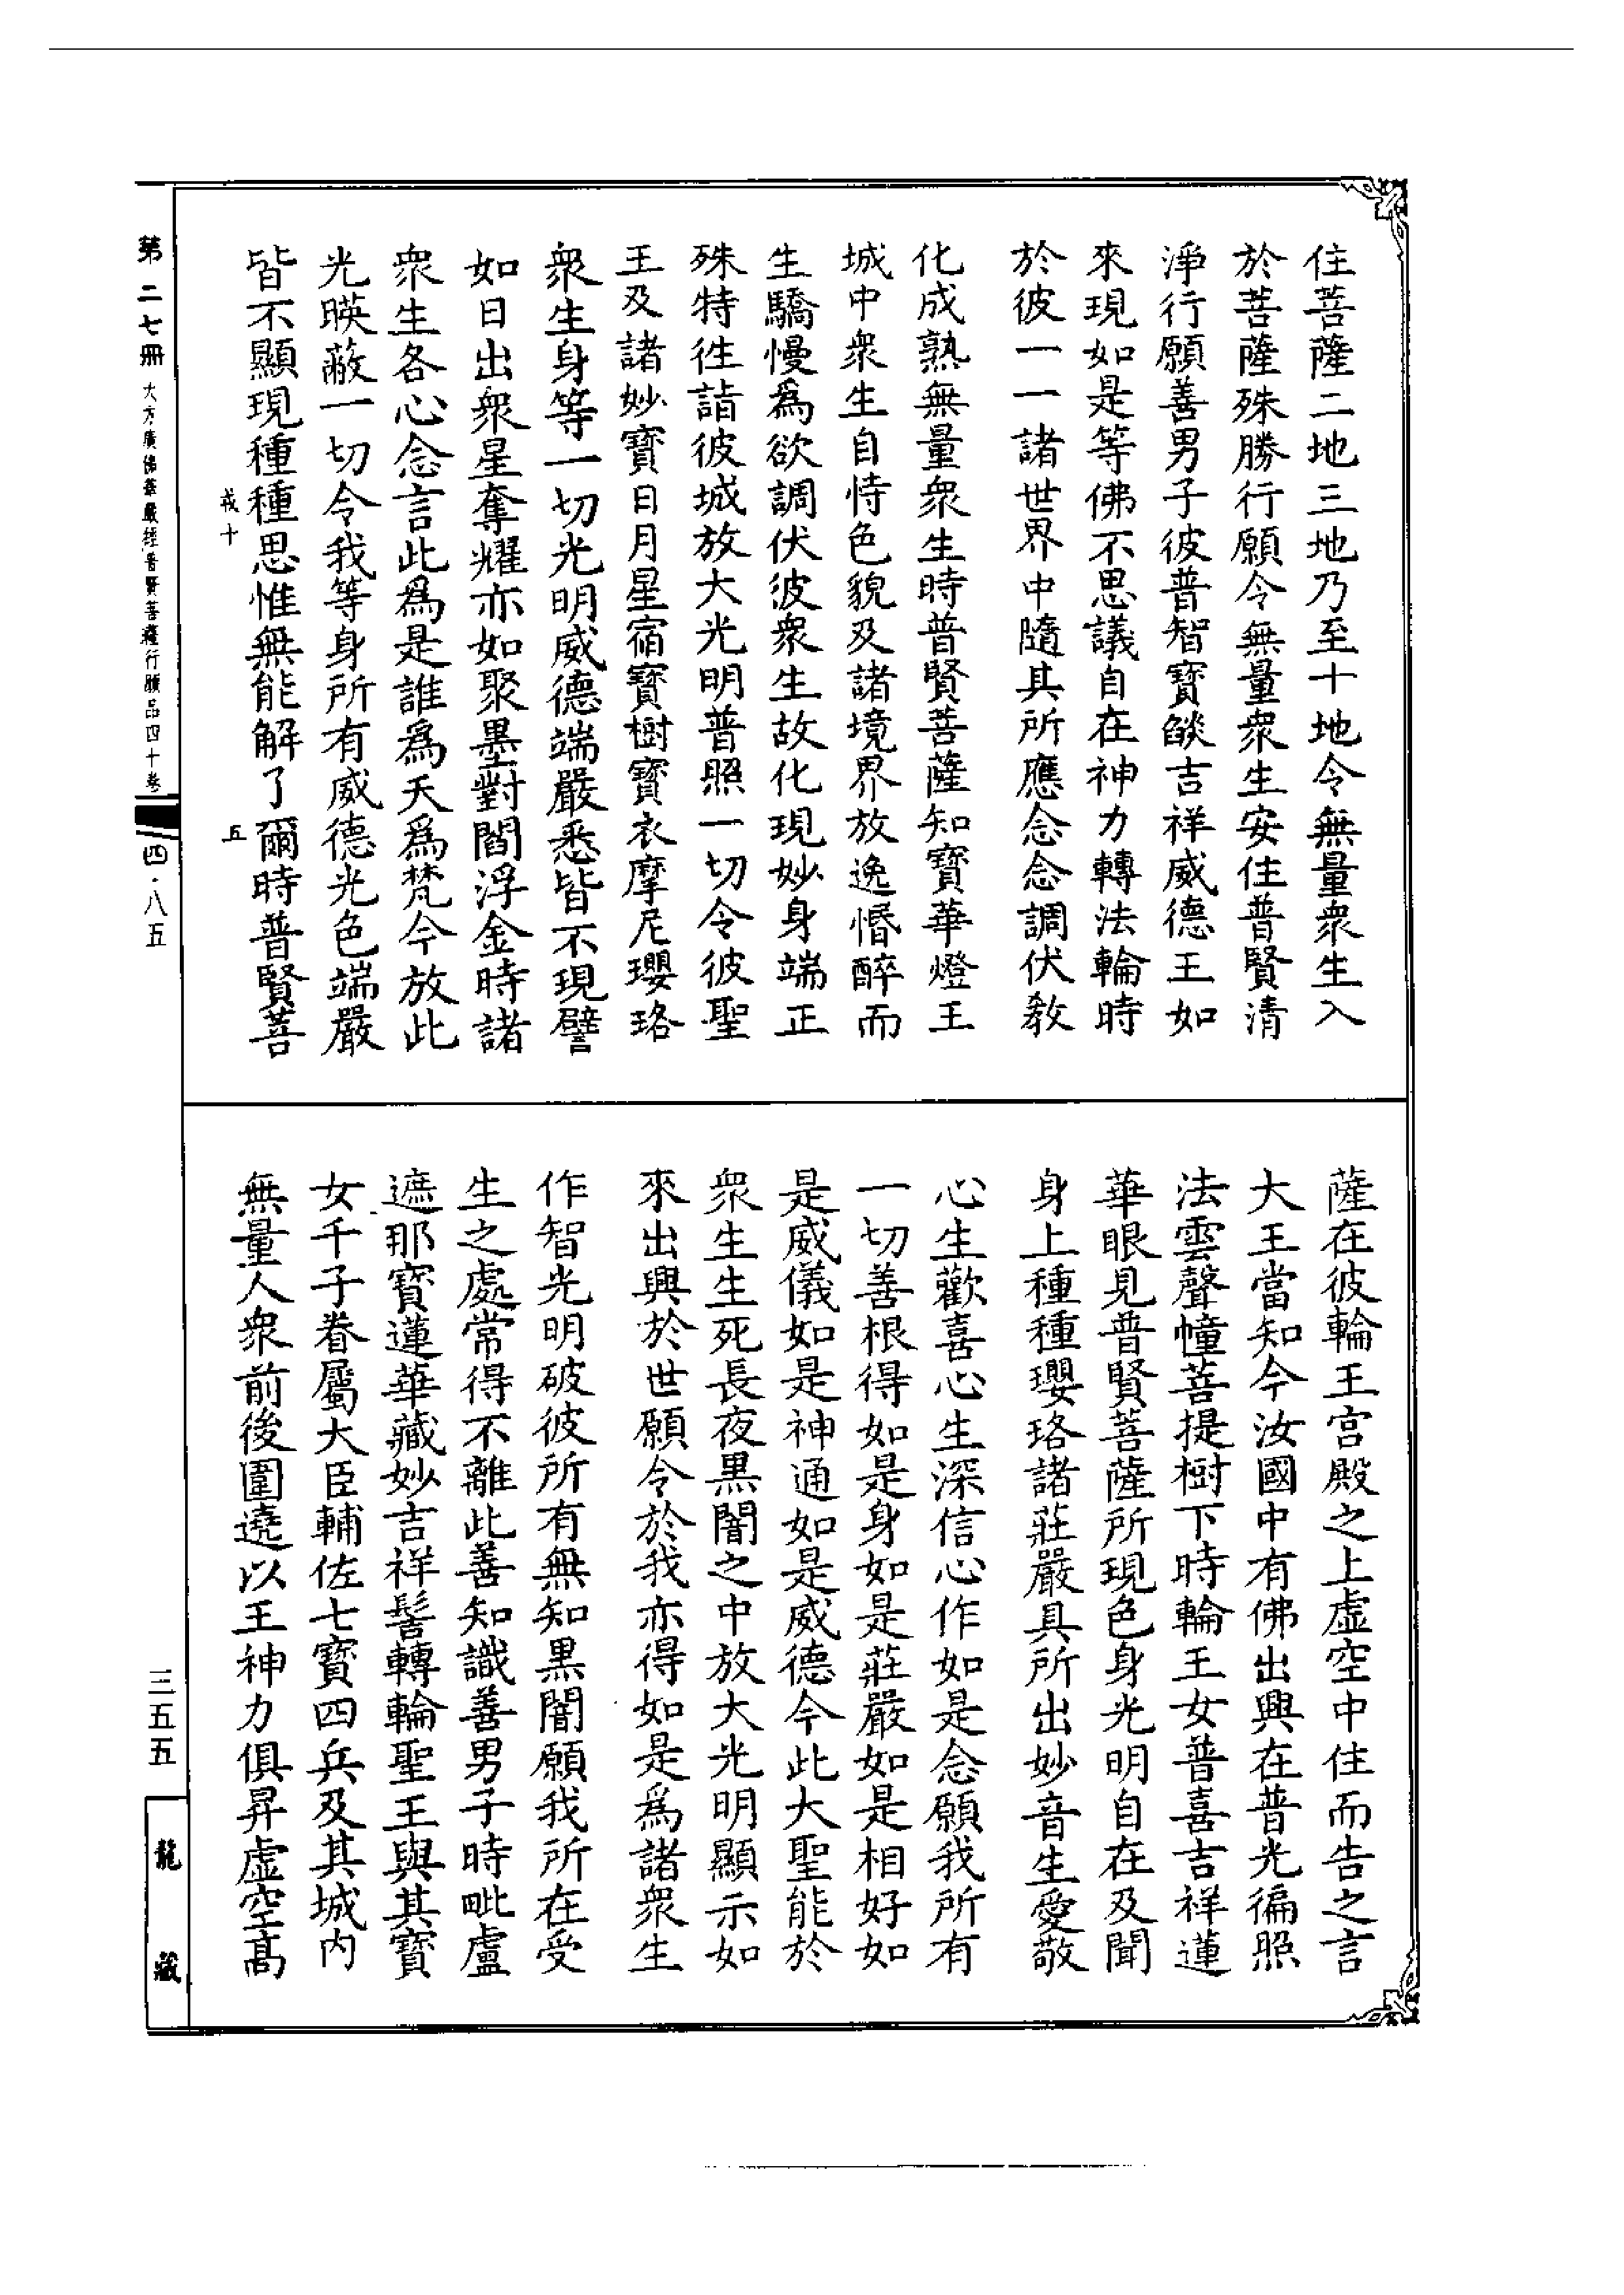 住菩薩二地三地乃至十地令無量衆生入
於菩薩殊勝行願令無量衆生安住普賢清
淨行願善男子彼普智寶燄吉祥威德王如
來現如是等佛不思議自在神力轉法輪時
於彼一一諸世界中隨其所應念念調伏教
化成熟無量衆生時普賢菩薩知寶華燈王
城中衆生自恃色貌及諸境界放逸惛醉而
生驕慢爲欲調伏彼衆生故化現妙身端正
殊特徃詣彼城放大光明普照一切令彼聖
王及諸妙寶日月星宿寶樹寶衣摩尼瓔珞
衆生身等一切光明威德端嚴悉皆不現譬
如日出衆星奪耀亦如聚墨對閻浮金時諸
衆生各心念言此爲是誰爲天爲梵今放此
光暎蔽一切令我等身所有威德光色端嚴
皆不顯現種種思惟無能解了爾時普賢菩
薩在彼輪王宮殿之上虛空中住而告之言
大王當知今汝國中有佛出興在普光徧照
法雲聲幢菩提樹下時輪王女普喜吉祥蓮
華眼見普賢菩薩所現色身光明自在及聞
身上種種瓔珞諸莊嚴具所出妙音生愛敬
心生歡喜心生深信心作如是念願我所有
一切善根得如是身如是莊嚴如是相好如
是威儀如是神通如是威德今此大聖能於
衆生生死長夜黑闇之中放大光明顯示如
來出興於世願令於我亦得如是爲諸衆生
作智光明破彼所有無知黑闇願我所在受
生之處常得不離此善知識善男子時毗盧
遮那寶蓮華藏妙吉祥髻轉輪聖王與其寶
女千子眷屬大臣輔佐七寶四兵及其城內
無量人衆前後圍遶以王神力俱昇虛空高
戎十
五
第二七冊 大方廣佛華嚴經普賢菩薩行願品四十卷
四·八五
三五五
龍藏